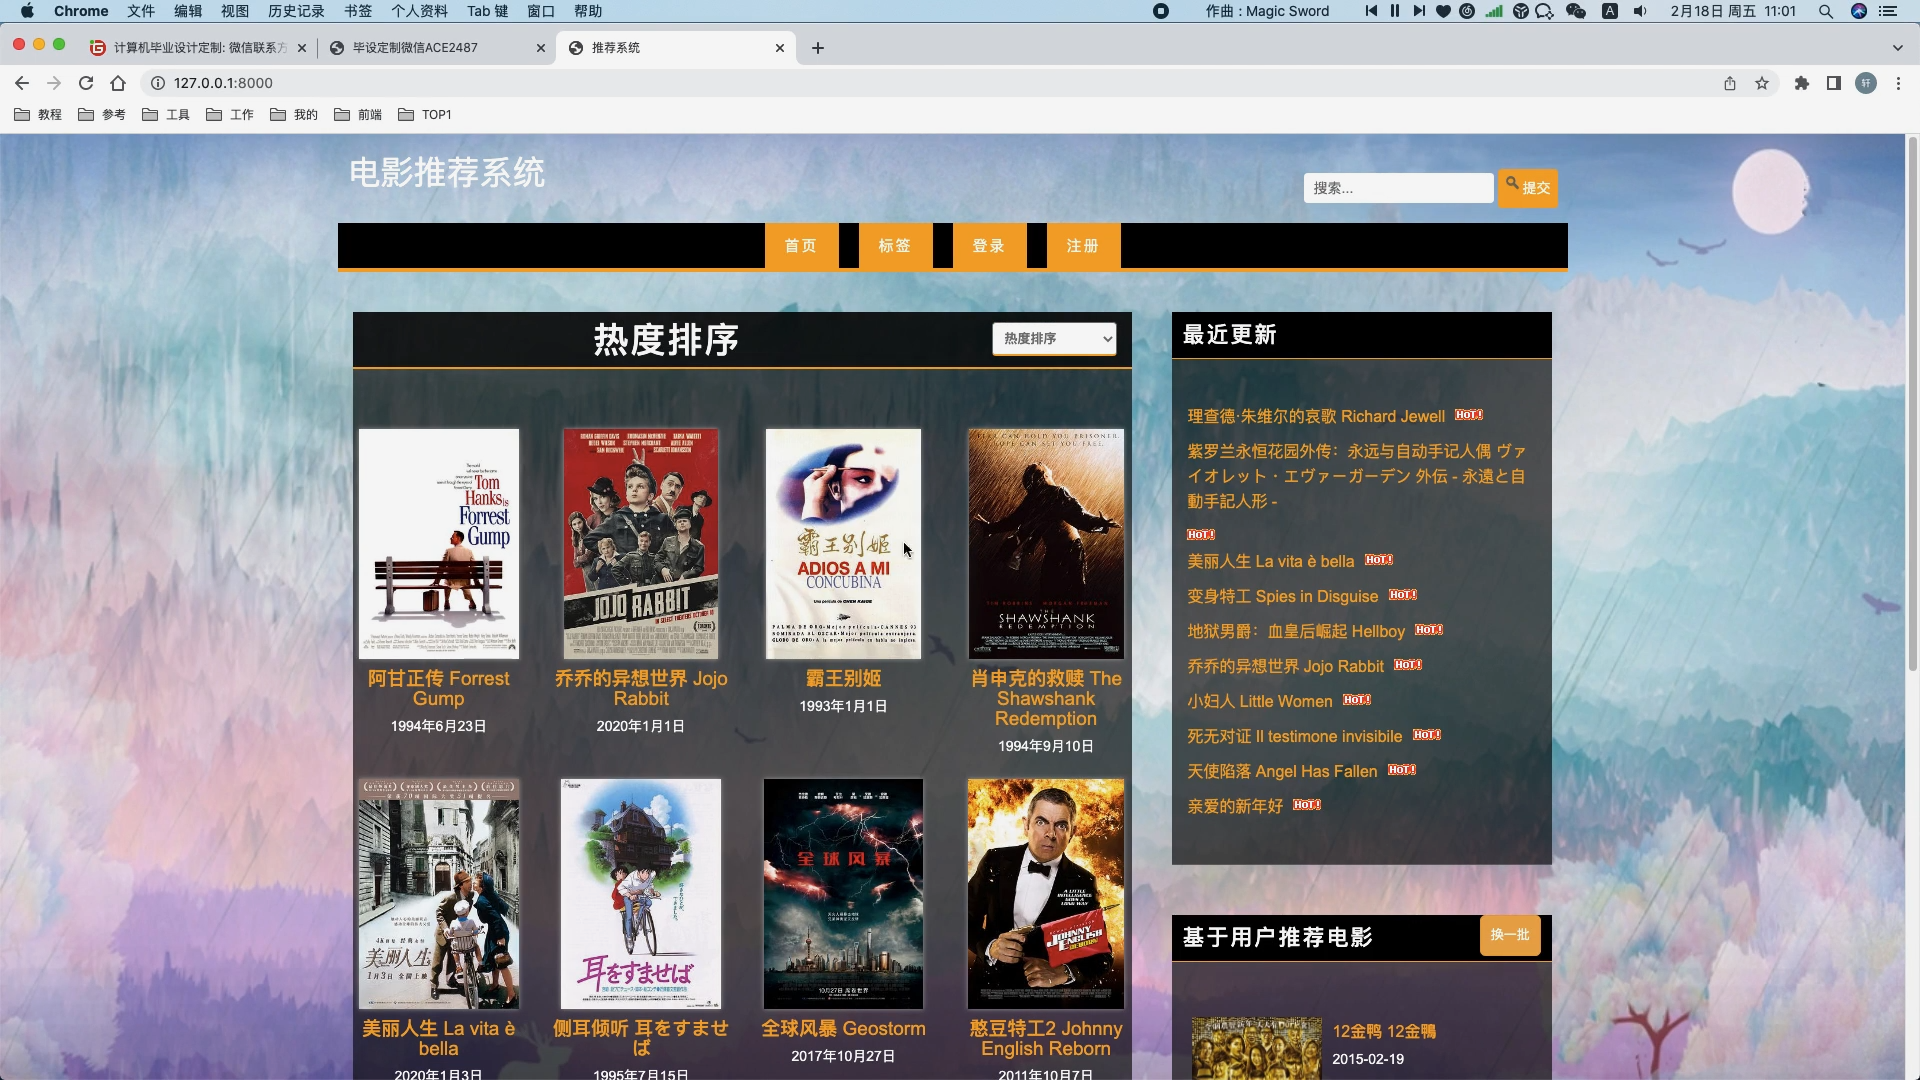 Chrome 文件 编辑 视图 历史记录 书签 个人资料 Tab 键 窗口 帮助 作曲 : Magic Sword A 2月18日 周五 11:01
计算机毕业设计定制: 微信联系方 毕设定制微信ACE2487 推荐系统
127.0.0.1:8000 轩
教程 参考 工具 工作 我的 前端 TOP1
电影推荐系统
搜索... 提交
首页 标签 登录 注册
热度排序 热度排序
Tom
Hanks is
Forrest
Gump
JOJO RABBIT
霸王别姬
ADIOS A MI
CONCUBINA
THE
SHAWSHANK
REDEMPTION
阿甘正传 Forrest
Gump
1994年6月23日
乔乔的异想世界 Jojo
Rabbit
2020年1月1日
霸王别姬
1993年1月1日
肖申克的救赎 The
Shawshank
Redemption
1994年9月10日
美丽人生
1月3日 全国上映
耳をすませば
全球风暴
10月27日
A LITTLE
INTELLIGENCE
GOES A
LONG WAY
JOHNNY
ENGLISH
REBORN
美丽人生 La vita è
bella
2020年1月3日
侧耳倾听 耳をすませ
ば
1995年7月15日
全球风暴 Geostorm
2017年10月27日
憨豆特工2 Johnny
English Reborn
2011年10月7日
最近更新
理查德·朱维尔的哀歌 Richard Jewell HOT!
紫罗兰永恒花园外传：永远与自动手记人偶 ヴァ
イオレット・エヴァーガーデン 外伝 - 永遠と自
動手記人形 -
HOT!
美丽人生 La vita è bella HOT!
变身特工 Spies in Disguise HOT!
地狱男爵：血皇后崛起 Hellboy HOT!
乔乔的异想世界 Jojo Rabbit HOT!
小妇人 Little Women HOT!
死无对证 Il testimone invisibile HOT!
天使陷落 Angel Has Fallen HOT!
亲爱的新年好 HOT!
基于用户推荐电影 换一批
12金鸭 12金鴨
2015-02-19